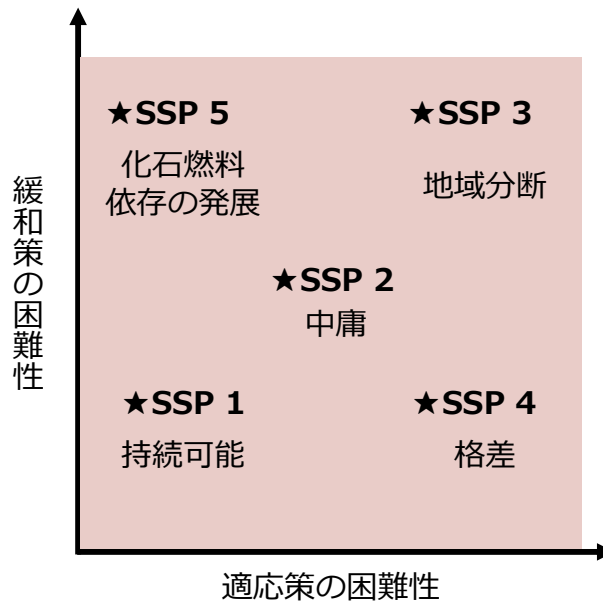 ★SSP 5
化石燃料
依存の発展
★SSP 3
地域分断
緩和策の困難性
★SSP 2
中庸
★SSP 1
持続可能
★SSP 4
格差
適応策の困難性